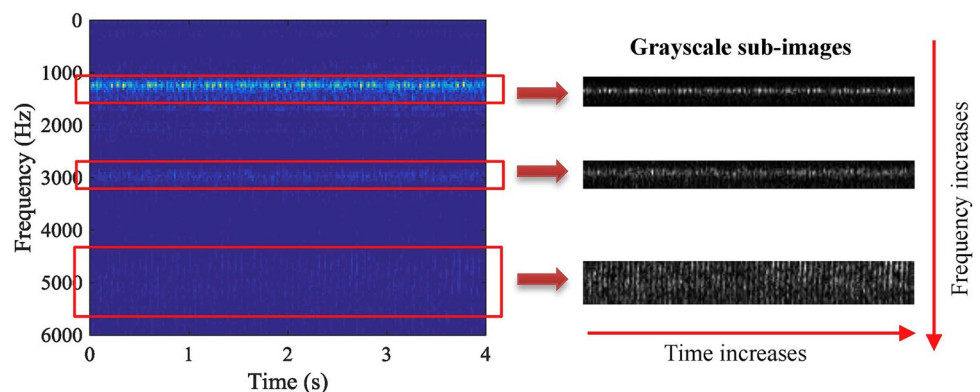 0
1000
2000
3000
4000
5000
6000
Frequency (Hz)
0 1 2 3 4
Time (s)
Grayscale sub-images
Time increases
Frequency increases